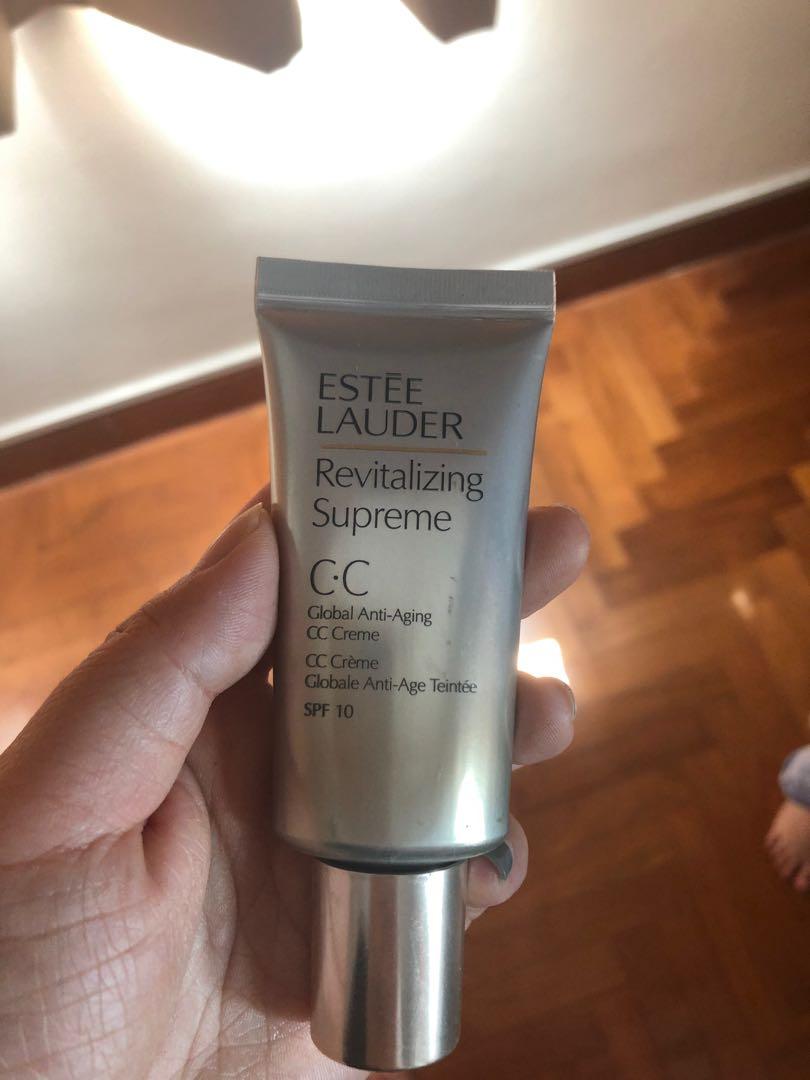 ESTĒE
LAUDER
Revitalizing
Supreme
C·C
Global Anti-Aging
CC Creme
CC Crème
Globale Anti-Age Teintée
SPF 10